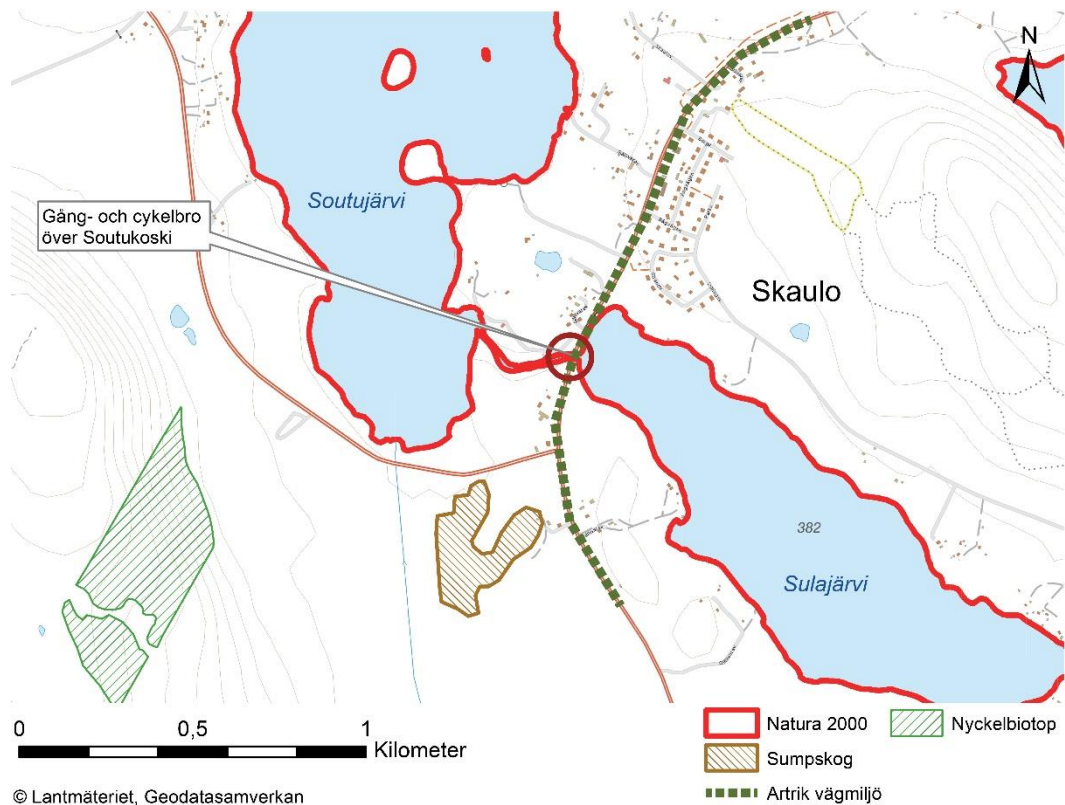 N
Soutujärvi
Gång- och cykelbro
över Soutukoski
Skaulo
382
Sulajärvi
0
0,5
1
Kilometer
Natura 2000
Nyckelbiotop
Sumpskog
Artrik vägmiljö
© Lantmäteriet, Geodatasamverkan